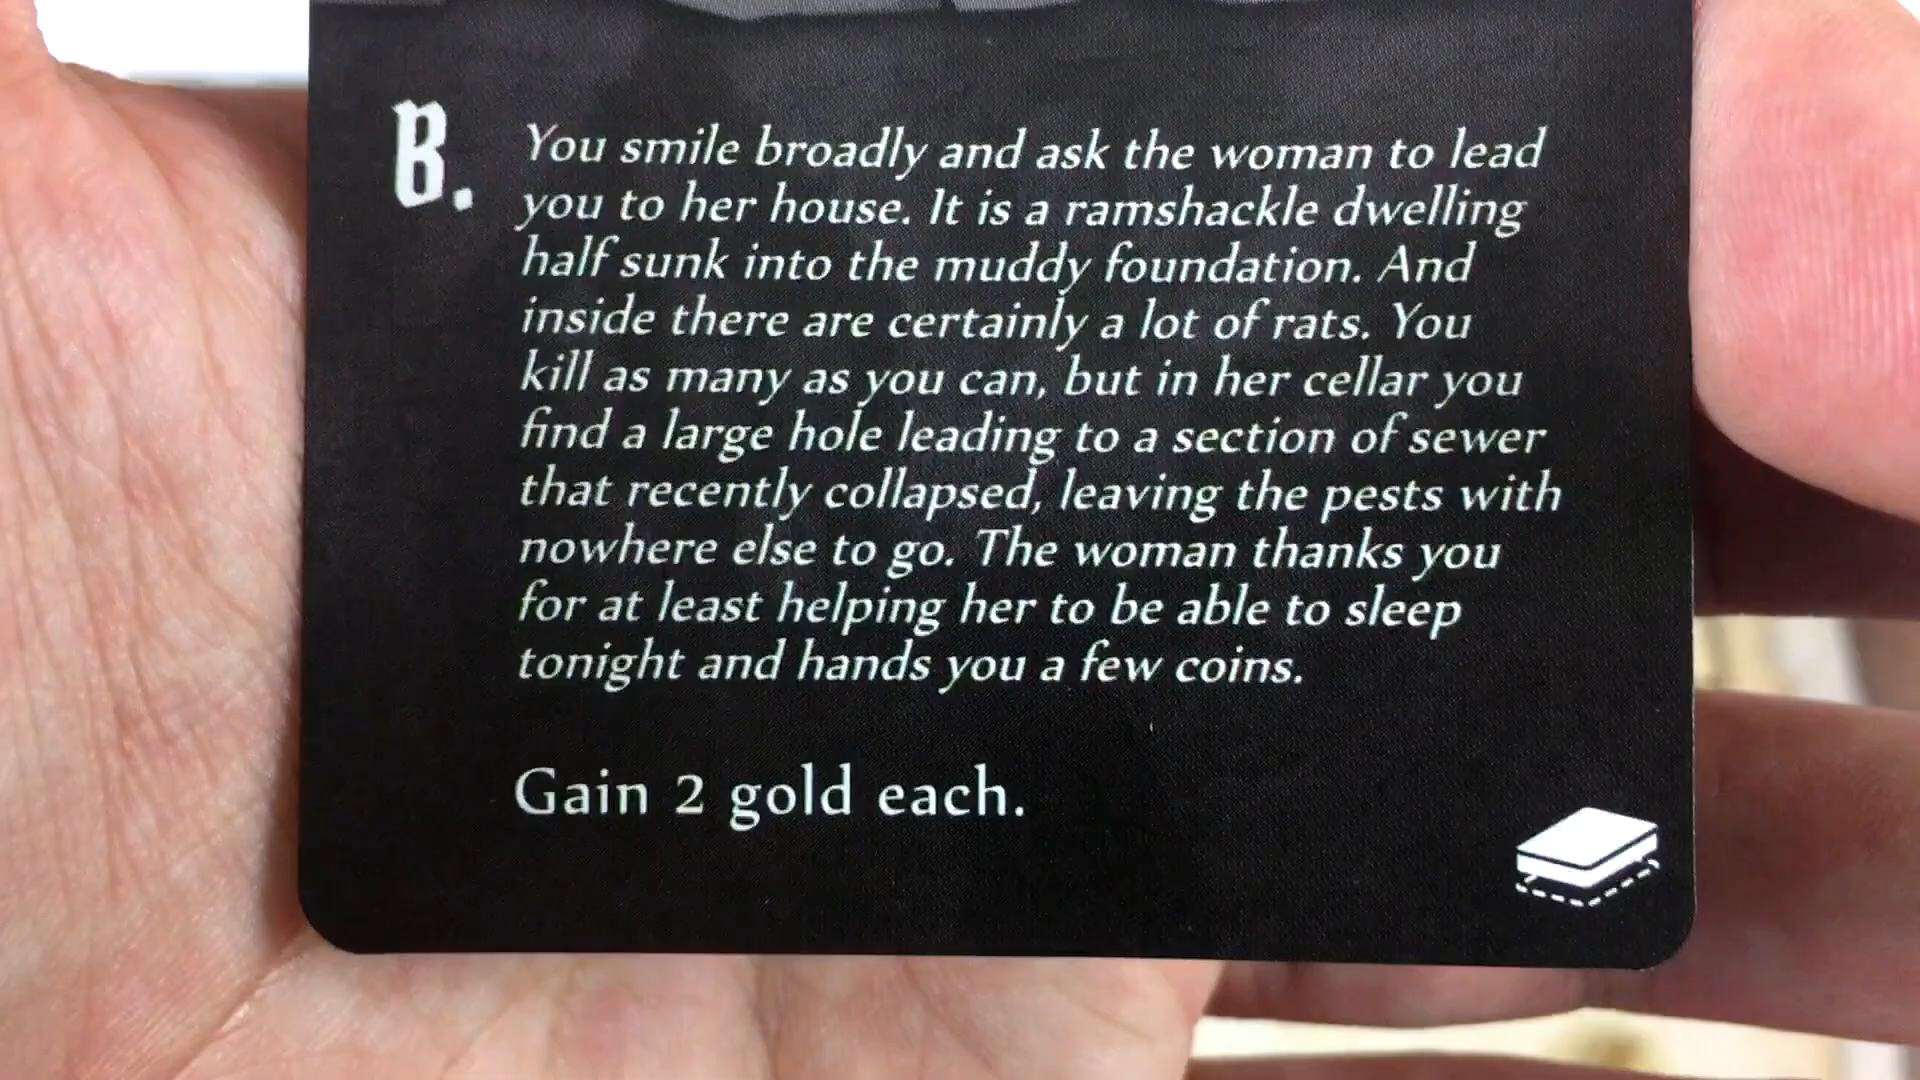 B.
You smile broadly and ask the woman to lead
you to her house. It is a ramshackle dwelling
half sunk into the muddy foundation. And
inside there are certainly a lot of rats. You
kill as many as you can, but in her cellar you
find a large hole leading to a section of sewer
that recently collapsed, leaving the pests with
nowhere else to go. The woman thanks you
for at least helping her to be able to sleep
tonight and hands you a few coins.
Gain 2 gold each.